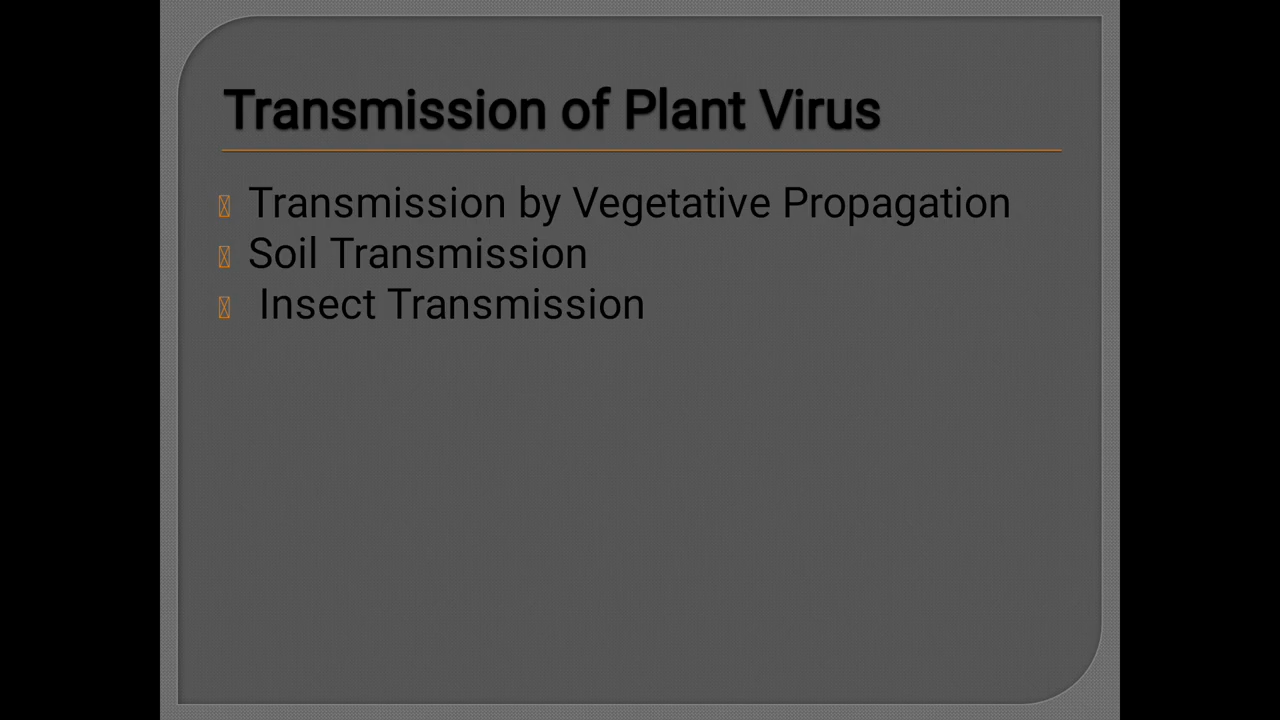 Transmission of Plant Virus
Transmission by Vegetative Propagation
Soil Transmission
Insect Transmission